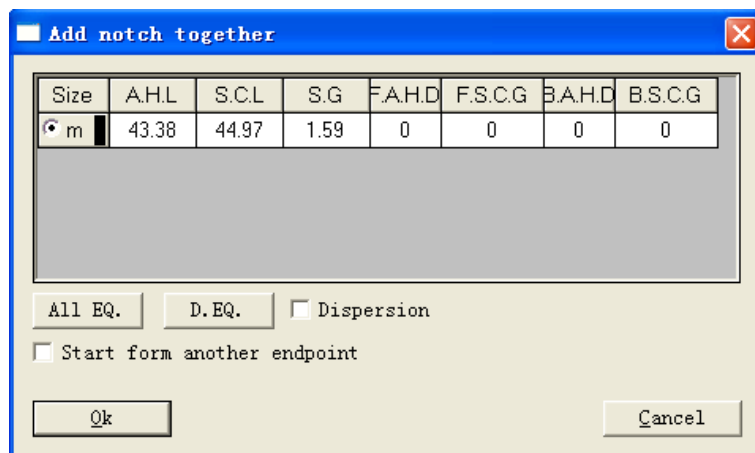 Add notch together
Size A.H.L S.C.L S.G F.A.H.D F.S.C.G B.A.H.D B.S.C.G
m 43.38 44.97 1.59 0 0 0 0
All EQ. D.EQ. Dispersion
Start form another endpoint
Ok Cancel